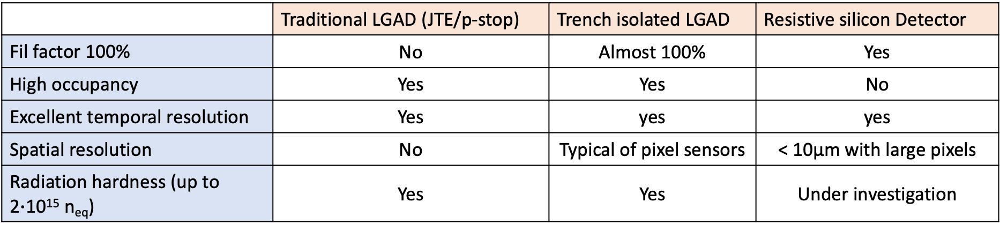 Traditional LGAD (JTE/p-stop) Trench isolated LGAD Resistive silicon Detector
Fil factor 100% No Almost 100% Yes
High occupancy Yes Yes No
Excellent temporal resolution Yes yes yes
Spatial resolution No Typical of pixel sensors < 10µm with large pixels
Radiation hardness (up to
2·10¹⁵ n_eq) Yes Yes Under investigation